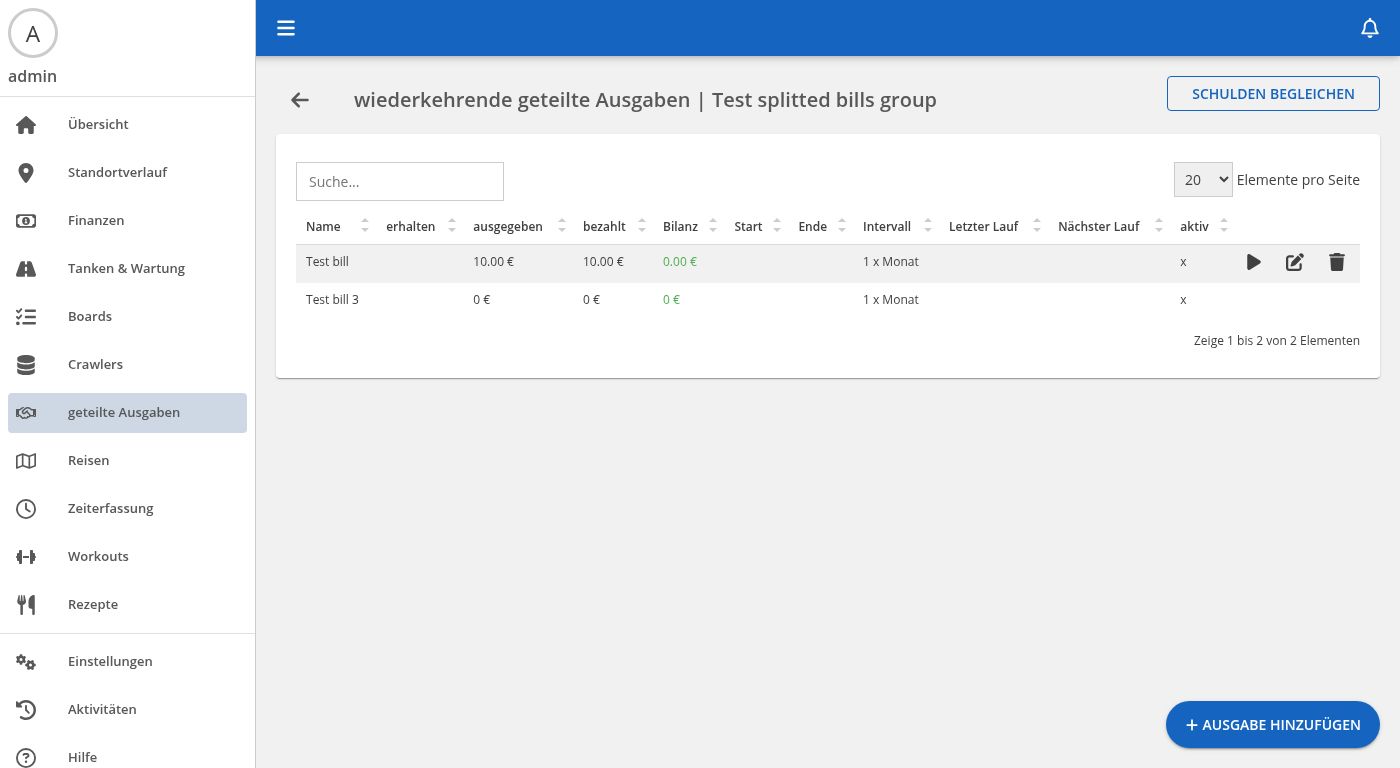 A
admin
Übersicht
Standortverlauf
Finanzen
Tanken & Wartung
Boards
Crawlers
geteilte Ausgaben
Reisen
Zeiterfassung
Workouts
Rezepte
Einstellungen
Aktivitäten
Hilfe
wiederkehrende geteilte Ausgaben | Test splitted bills group
SCHULDEN BEGLEICHEN
Suche...
20 Elemente pro Seite
Name erhalten ausgegeben bezahlt Bilanz Start Ende Intervall Letzter Lauf Nächster Lauf aktiv
Test bill 10.00 € 10.00 € 0.00 € 1 x Monat x
Test bill 3 0 € 0 € 0 € 1 x Monat x
Zeige 1 bis 2 von 2 Elementen
+ AUSGABE HINZUFÜGEN